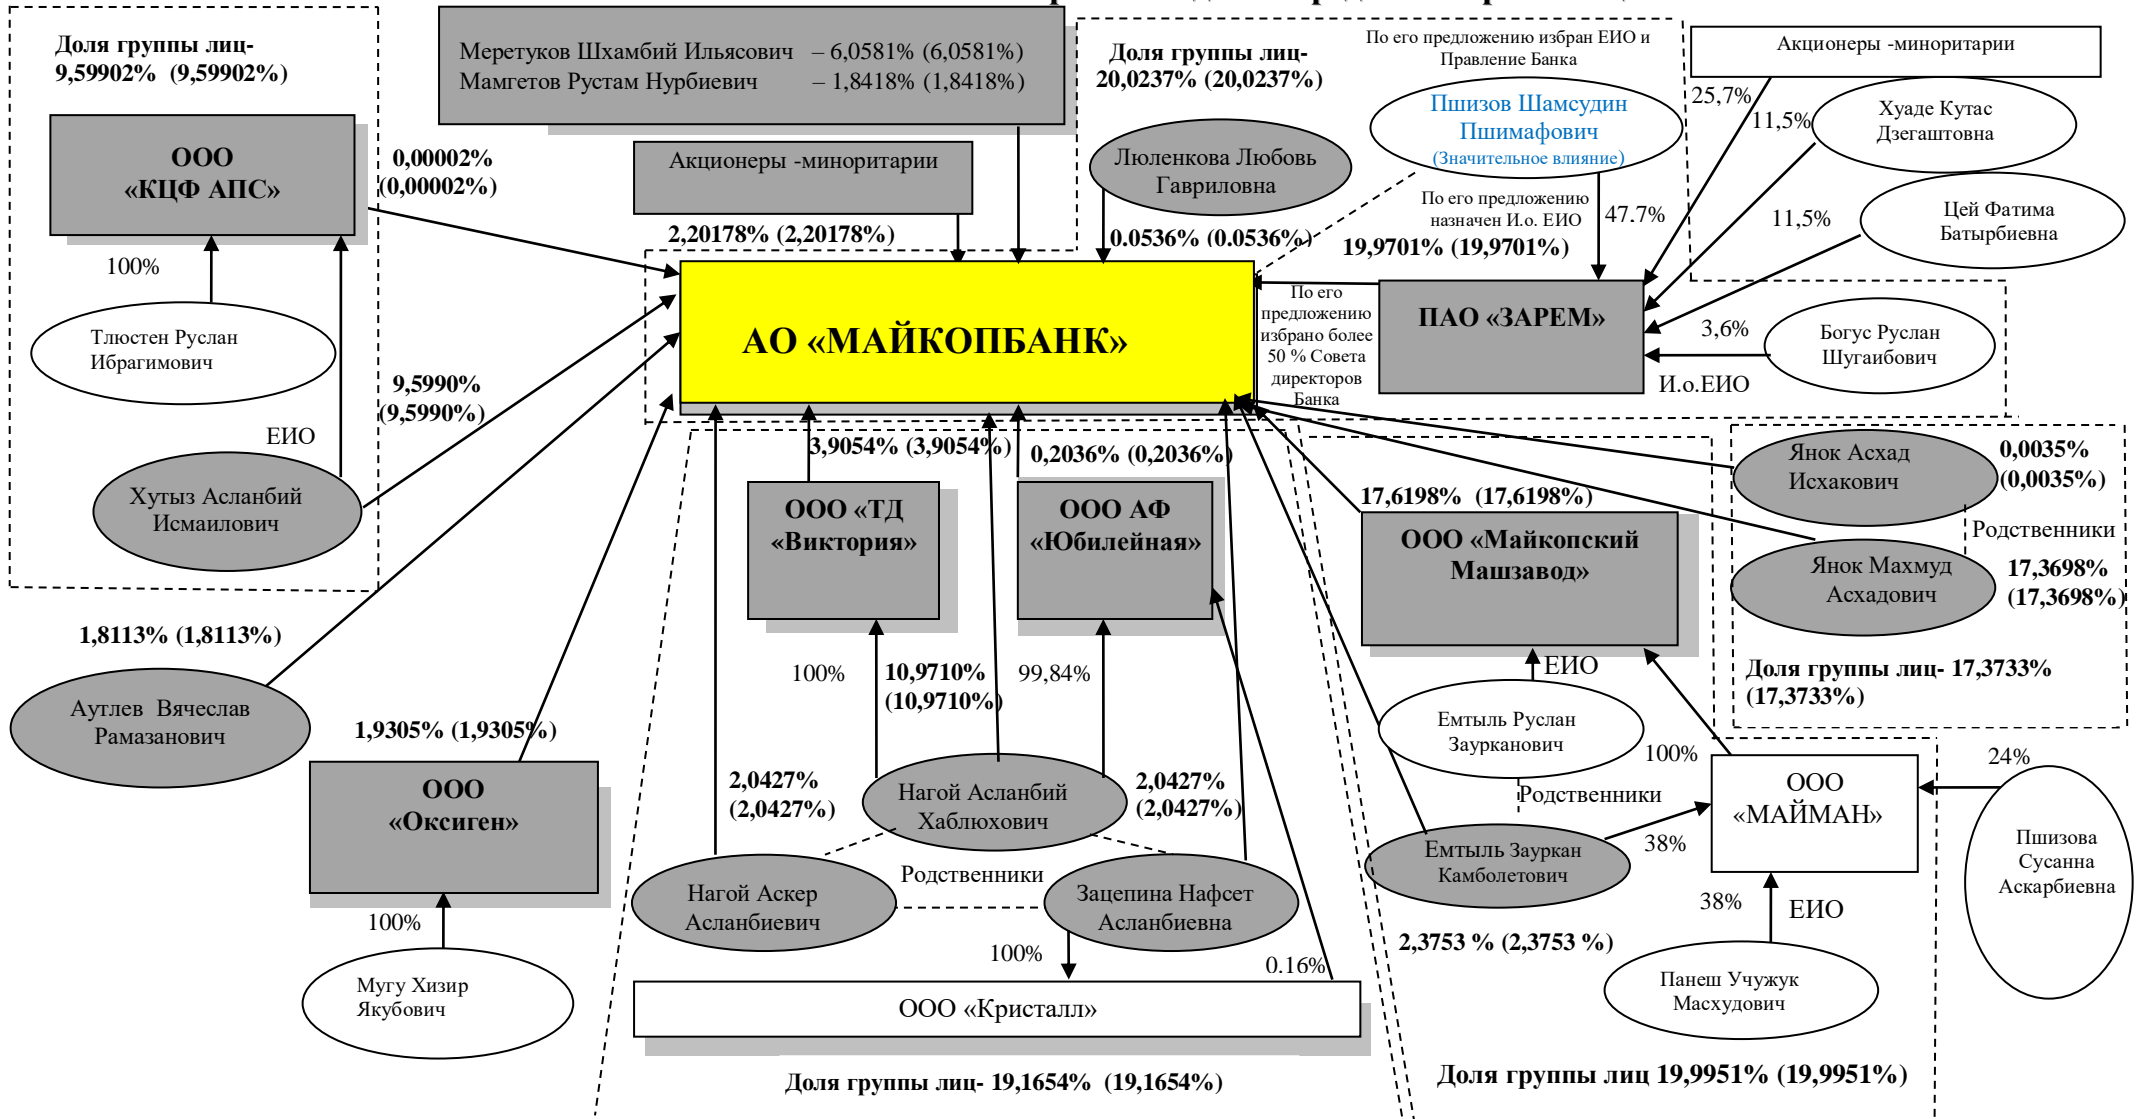 Доля группы лиц-
9,59902%  (9,59902%)
Меретуков Шхамбий Ильясович – 6,0581% (6,0581%)
Мамгетов Рустам Нурбиевич – 1,8418% (1,8418%)
Доля группы лиц-
20,0237% (20,0237%)
По его предложению избран ЕИО и
Правление Банка
Акционеры -миноритарии
ООО
«КЦФ АПС»
0,00002%
(0,00002%)
Акционеры -миноритарии
2,20178% (2,20178%)
Люленкова Любовь
Гавриловна
0.0536% (0.0536%)
Пшизов Шамсудин
Пшимафович
(Значительное влияние)
По его предложению
назначен И.о. ЕИО
47.7%
19,9701% (19,9701%)
25,7%
11,5%
Хуаде Кутас
Дзегаштовна
11,5%
Цей Фатима
Батырбиевна
100%
Тлюстен Руслан
Ибрагимович
АО «МАЙКОПБАНК»
По его
предложению
избрано более
50 % Совета
директоров
Банка
ПАО «ЗАРЕМ»
3,6%
И.о.ЕИО
Богус Руслан
Шугаибович
9,5990%
(9,5990%)
ЕИО
Хутыз Асланбий
Исмаилович
3,9054% (3,9054%)
0,2036% (0,2036%)
ООО «ТД
«Виктория»
ООО АФ
«Юбилейная»
17,6198%  (17,6198%)
ООО «Майкопский
Машзавод»
Янок Асхад
Исхакович
0,0035%
(0,0035%)
Родственники
Янок Махмуд
Асхадович
17,3698%
(17,3698%)
Доля группы лиц- 17,3733%
(17,3733%)
1,8113% (1,8113%)
Аутлев  Вячеслав
Рамазанович
1,9305% (1,9305%)
ООО
«Оксиген»
100%
Мугу Хизир
Якубович
100%
10,9710%
(10,9710%)
99,84%
2,0427%
(2,0427%)
Нагой Асланбий
Хаблюхович
2,0427%
(2,0427%)
Нагой Аскер
Асланбиевич
Родственники
Зацепина Нафсет
Асланбиевна
100%
0.16%
ООО «Кристалл»
Доля группы лиц- 19,1654%  (19,1654%)
ЕИО
Емтыль Руслан
Заурканович
100%
Родственники
Емтыль Зауркан
Камболетович
38%
2,3753 % (2,3753 %)
ООО
«МАЙМАН»
24%
Пшизова
Сусанна
Аскарбиевна
38%
ЕИО
Панеш Учужук
Масхудович
Доля группы лиц 19,9951% (19,9951%)